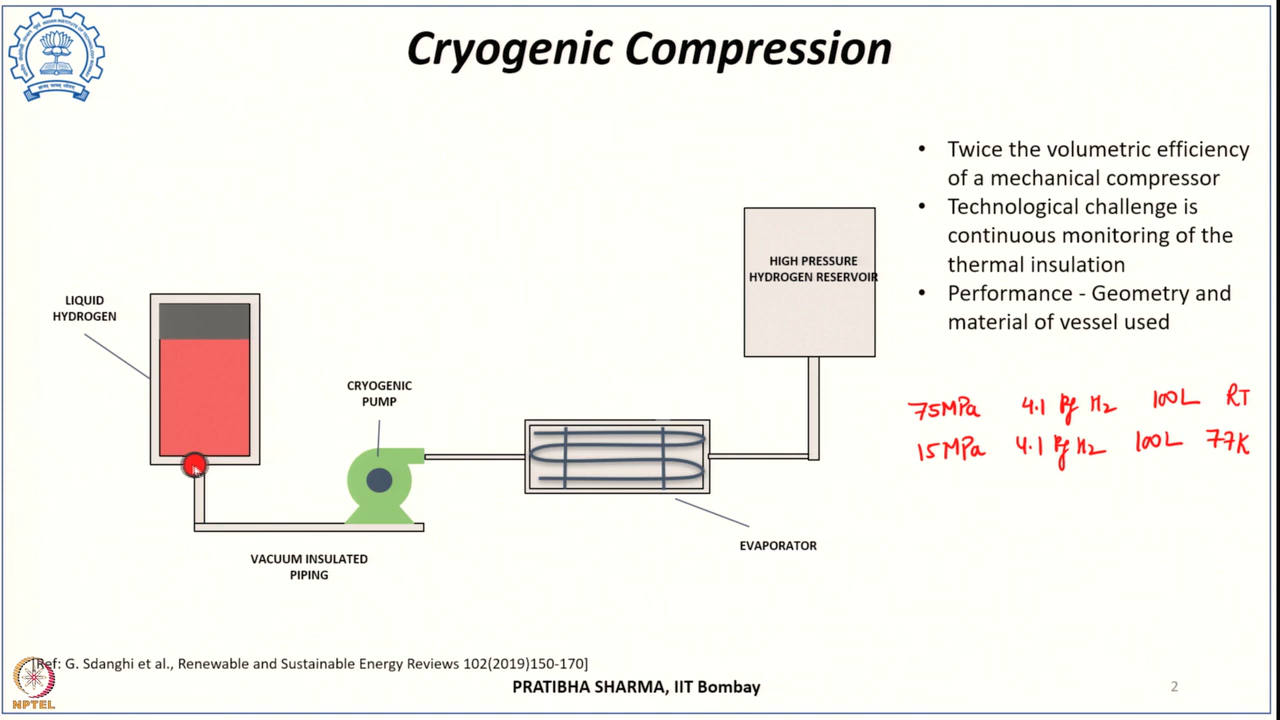 Cryogenic Compression
• Twice the volumetric efficiency
of a mechanical compressor
• Technological challenge is
continuous monitoring of the
thermal insulation
• Performance - Geometry and
material of vessel used
75MPa 4.1 kg H2 100L RT
15MPa 4.1 kg H2 100L 77K
HIGH PRESSURE
HYDROGEN RESERVOIR
LIQUID
HYDROGEN
CRYOGENIC
PUMP
EVAPORATOR
VACUUM INSULATED
PIPING
[Ref: G. Sdanghi et al., Renewable and Sustainable Energy Reviews 102(2019)150-170]
PRATIBHA SHARMA, IIT Bombay
2
NPTEL